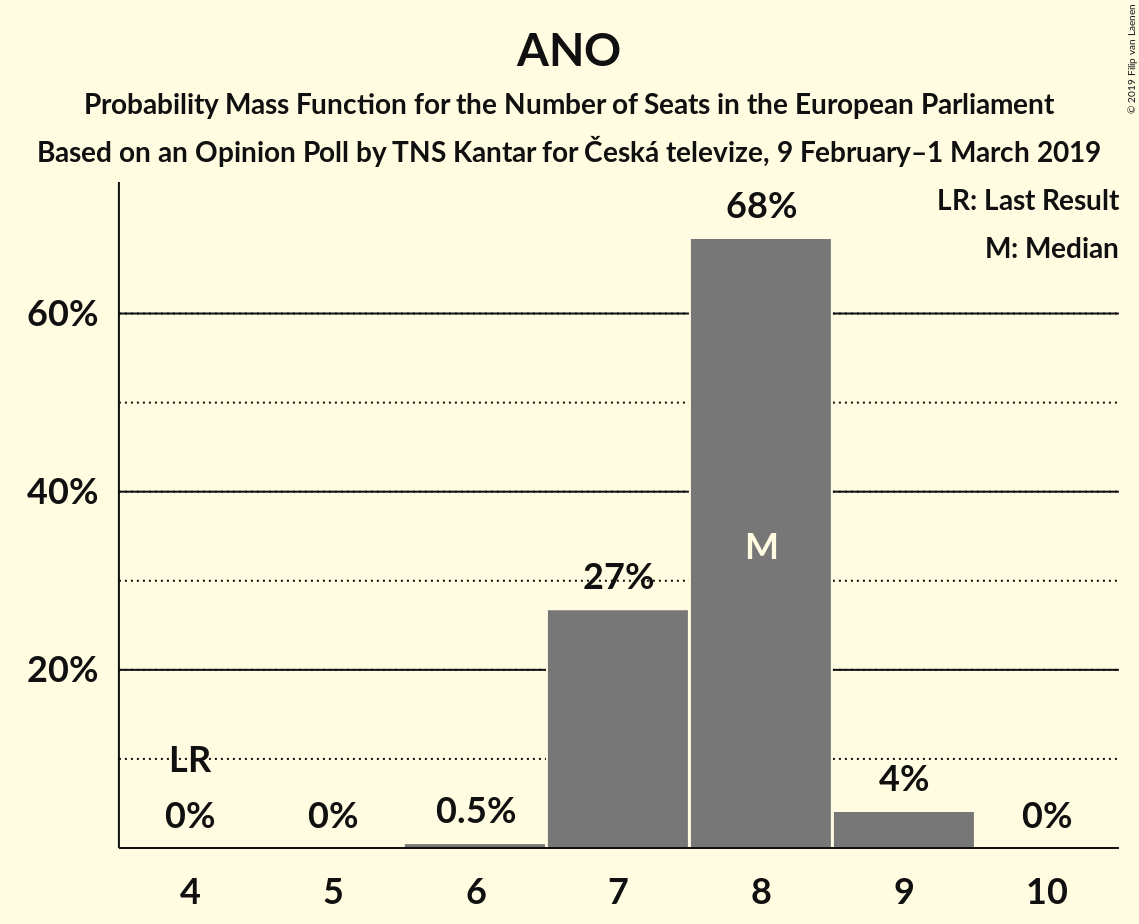 ANO
Probability Mass Function for the Number of Seats in the European Parliament
Based on an Opinion Poll by TNS Kantar for Česká televize, 9 February–1 March 2019
© 2019 Filip van Laenen
LR: Last Result
M: Median
68%
60%
40%
M
27%
20%
LR
0%
0%
0.5%
4%
0%
4
5
6
7
8
9
10